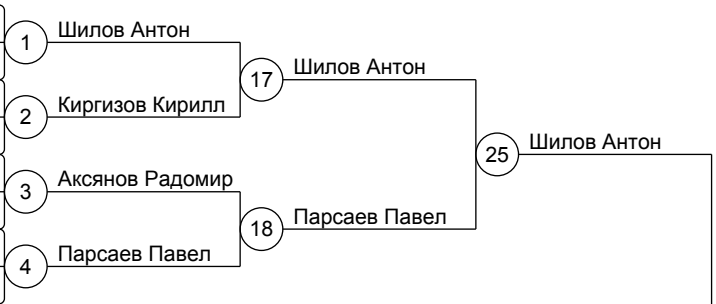 Шилов Антон
1
Шилов Антон
17
Киргизов Кирилл
2
Шилов Антон
25
Аксянов Радомир
3
Парсаев Павел
18
Парсаев Павел
4